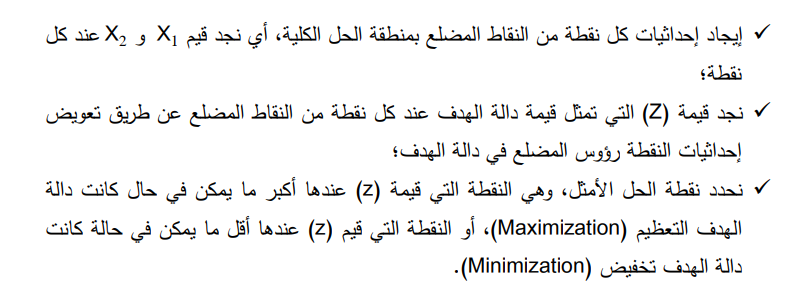 ✓ إيجاد إحداثيات كل نقطة من النقاط المضلع بمنطقة الحل الكلية، أي نجد قيم X₁ و X₂ عند كل
نقطة؛
✓ نجد قيمة (Z) التي تمثل قيمة دالة الهدف عند كل نقطة من النقاط المضلع عن طريق تعويض
إحداثيات النقطة رؤوس المضلع في دالة الهدف؛
✓ نحدد نقطة الحل الأمثل، وهي النقطة التي قيمة (z) عندها أكبر ما يمكن في حال كانت دالة
الهدف التعظيم (Maximization)، أو النقطة التي قيم (z) عندها أقل ما يمكن في حالة كانت
دالة الهدف تخفيض (Minimization).